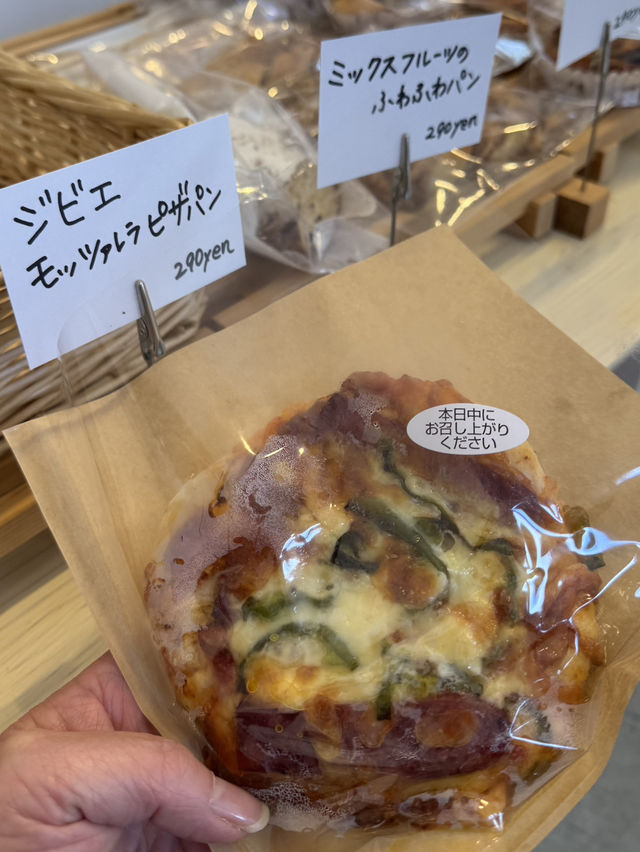 ジビエ
モッツァレラピザパン
290yen
ミックスフルーツの
ふわふわパン
290yen
本日中に
お召し上がり
ください